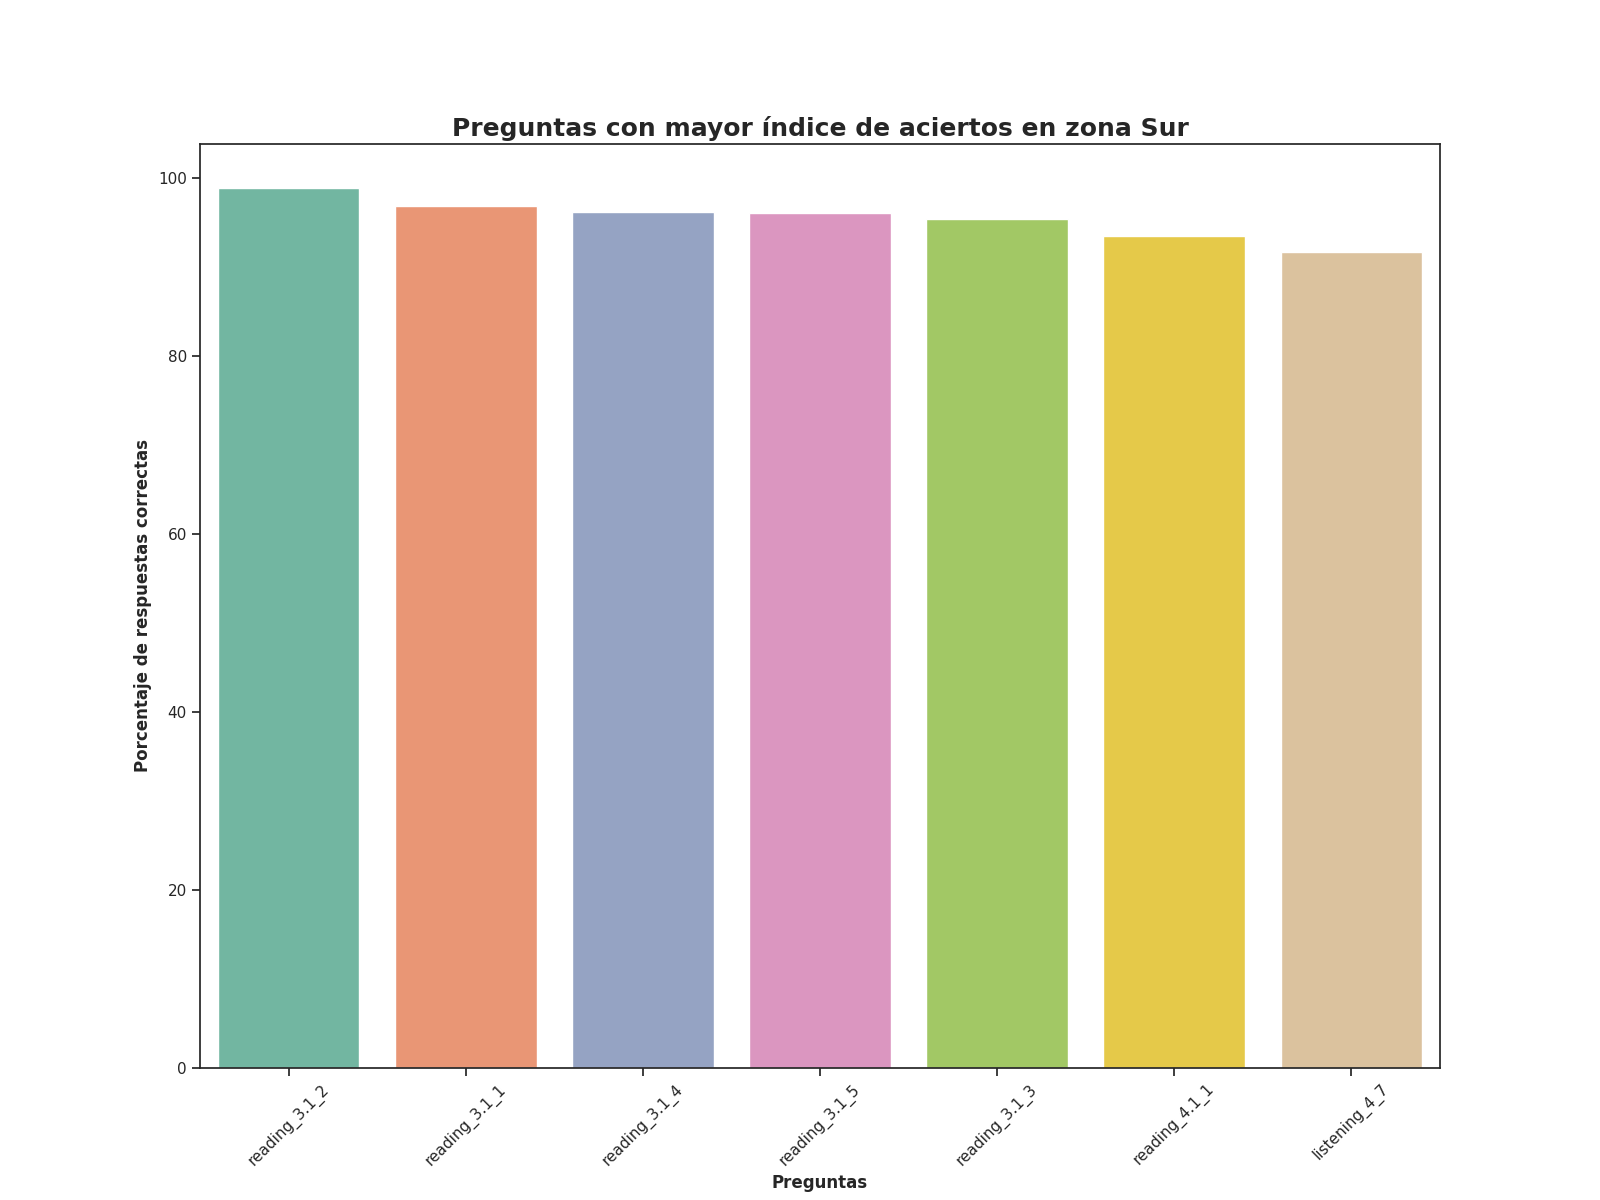 Preguntas con mayor índice de aciertos en zona Sur
Porcentaje de respuestas correctas
100
80
60
40
20
0
reading_3.1_2
reading_3.1_1
reading_3.1_4
reading_3.1_5
reading_3.1_3
reading_4.1_1
listening_4_7
Preguntas